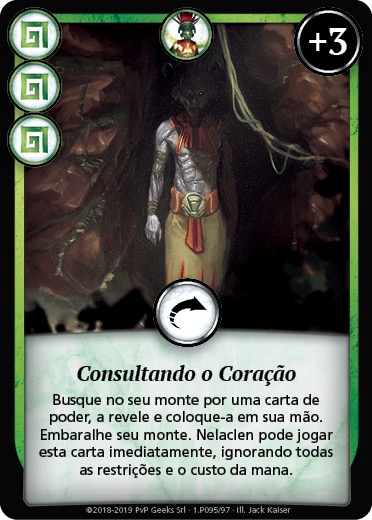 +3
Consultando o Coração
Busque no seu monte por uma carta de
poder, a revele e coloque-a em sua mão.
Embaralhe seu monte. Nelaclen pode jogar
esta carta imediatamente, ignorando todas
as restrições e o custo da mana.
©2018-2019 PvP Geeks Srl · 1.P095/97 · Ill. Jack Kaiser